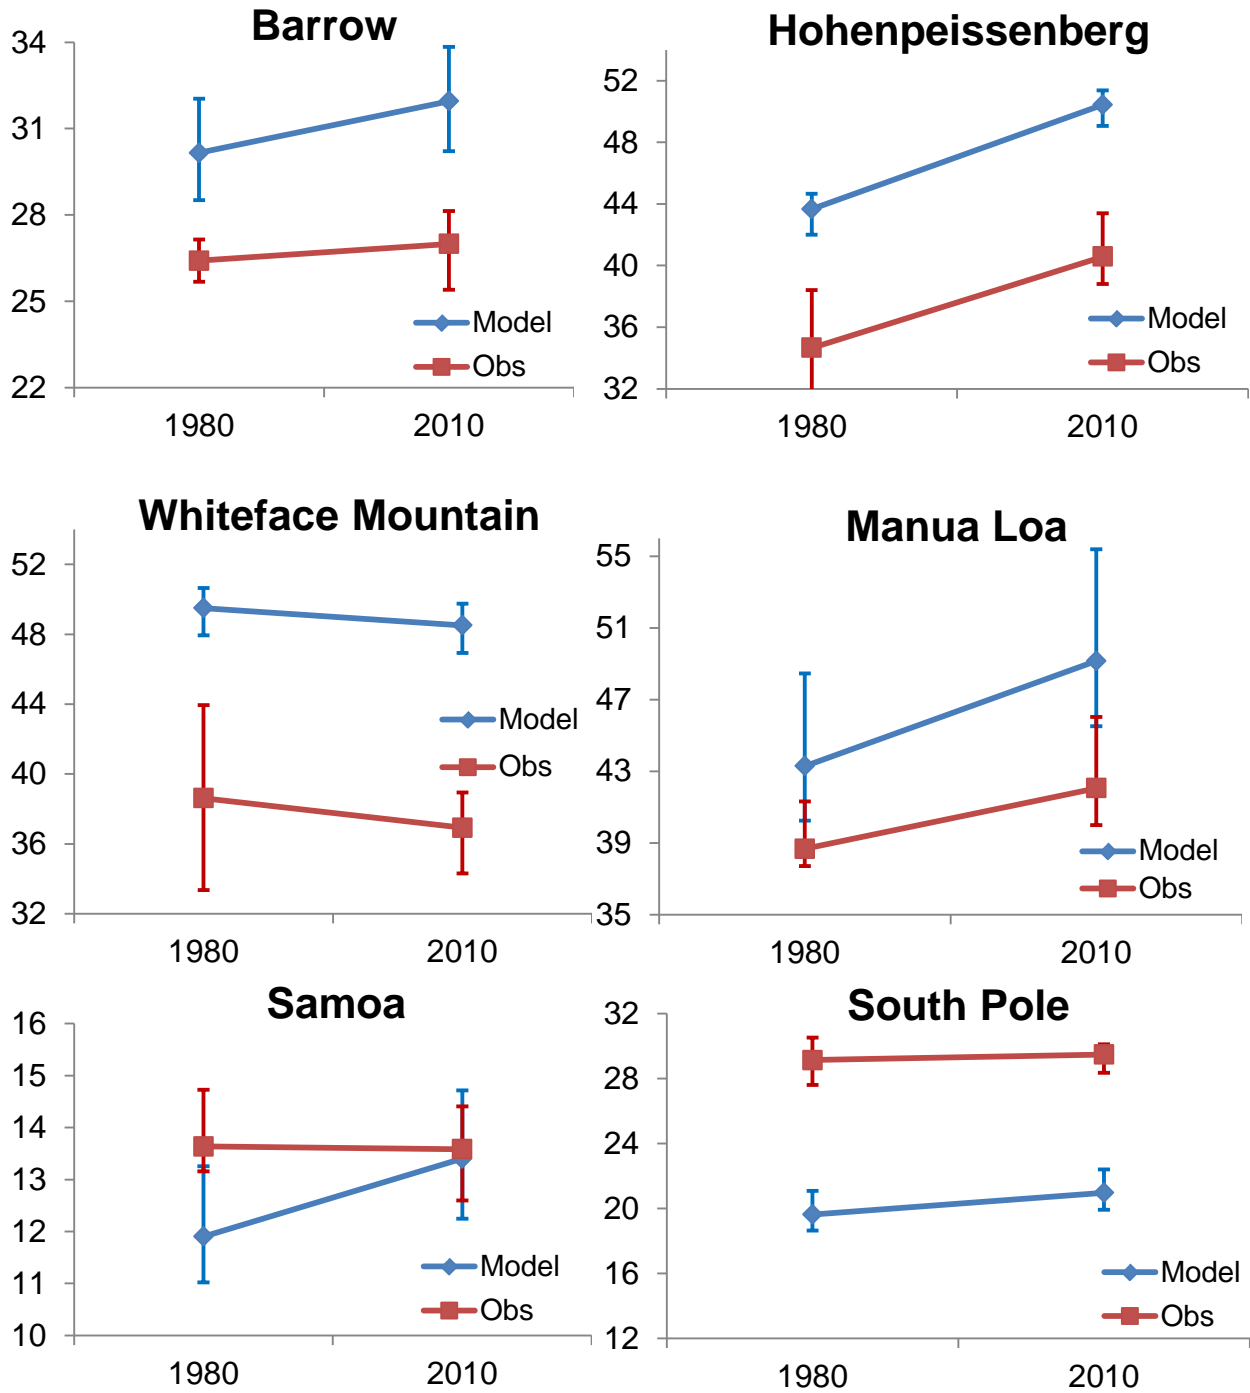 Barrow
34
31
28
25
22
1980 2010
Model
Obs
Hohenpeissenberg
52
48
44
40
36
32
1980 2010
Model
Obs
Whiteface Mountain
52
48
44
40
36
32
1980 2010
Model
Obs
Manua Loa
55
51
47
43
39
35
1980 2010
Model
Obs
Samoa
16
15
14
13
12
11
10
1980 2010
Model
Obs
South Pole
32
28
24
20
16
12
1980 2010
Model
Obs